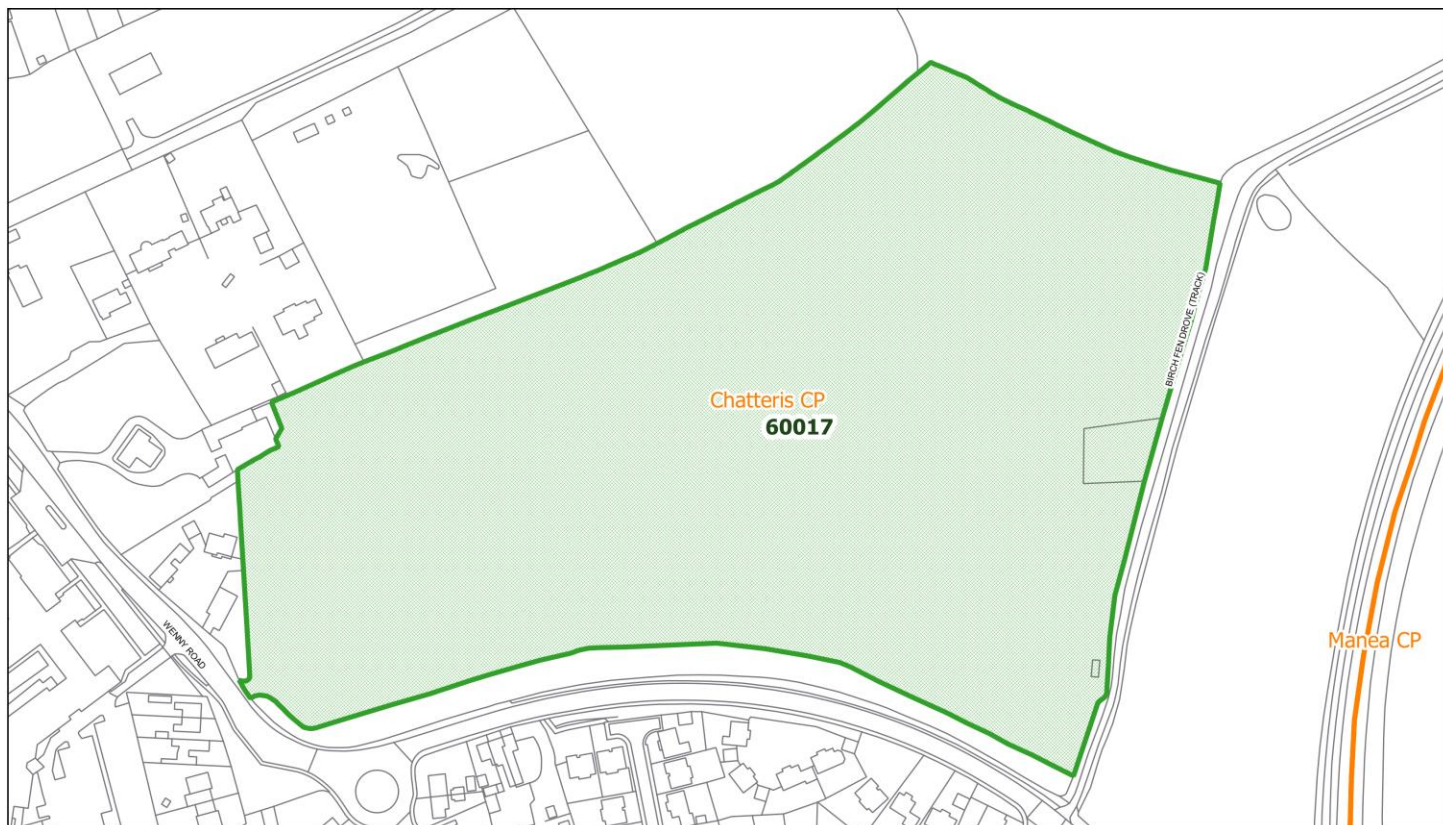 BIRCH FEN DROVE (TRACK)
Chatteris CP
60017
WENNY ROAD
Manea CP